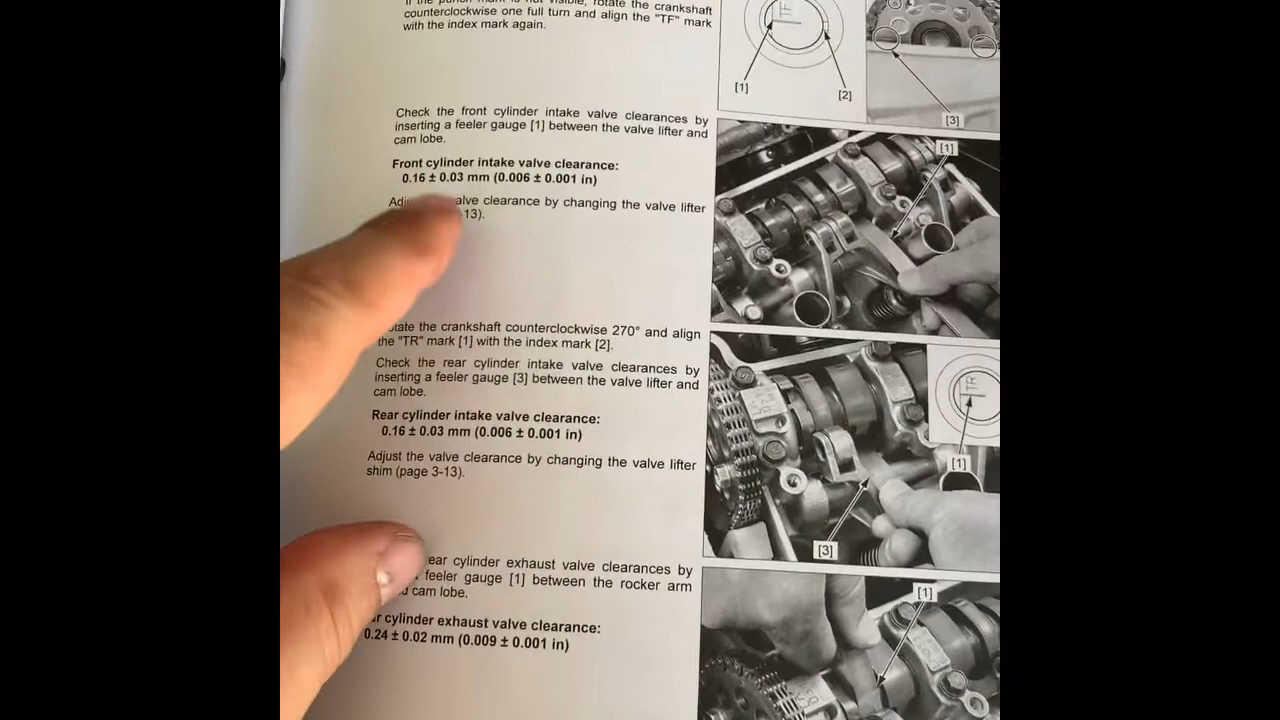 If the punch mark is not visible, rotate the crankshaft
counterclockwise one full turn and align the "TF" mark
with the index mark again.
TF
[1]
[2]
[3]
Check the front cylinder intake valve clearances by
inserting a feeler gauge [1] between the valve lifter and
cam lobe.
Front cylinder intake valve clearance:
0.16 ± 0.03 mm (0.006 ± 0.001 in)
valve clearance by changing the valve lifter
13).
[1]
the crankshaft counterclockwise 270° and align
the "TR" mark [1] with the index mark [2].
Check the rear cylinder intake valve clearances by
inserting a feeler gauge [3] between the valve lifter and
cam lobe.
Rear cylinder intake valve clearance:
0.16 ± 0.03 mm (0.006 ± 0.001 in)
Adjust the valve clearance by changing the valve lifter
shim (page 3-13).
TR
[1]
[3]
rear cylinder exhaust valve clearances by
feeler gauge [1] between the rocker arm
cam lobe.
cylinder exhaust valve clearance:
0.24 ± 0.02 mm (0.009 ± 0.001 in)
[1]